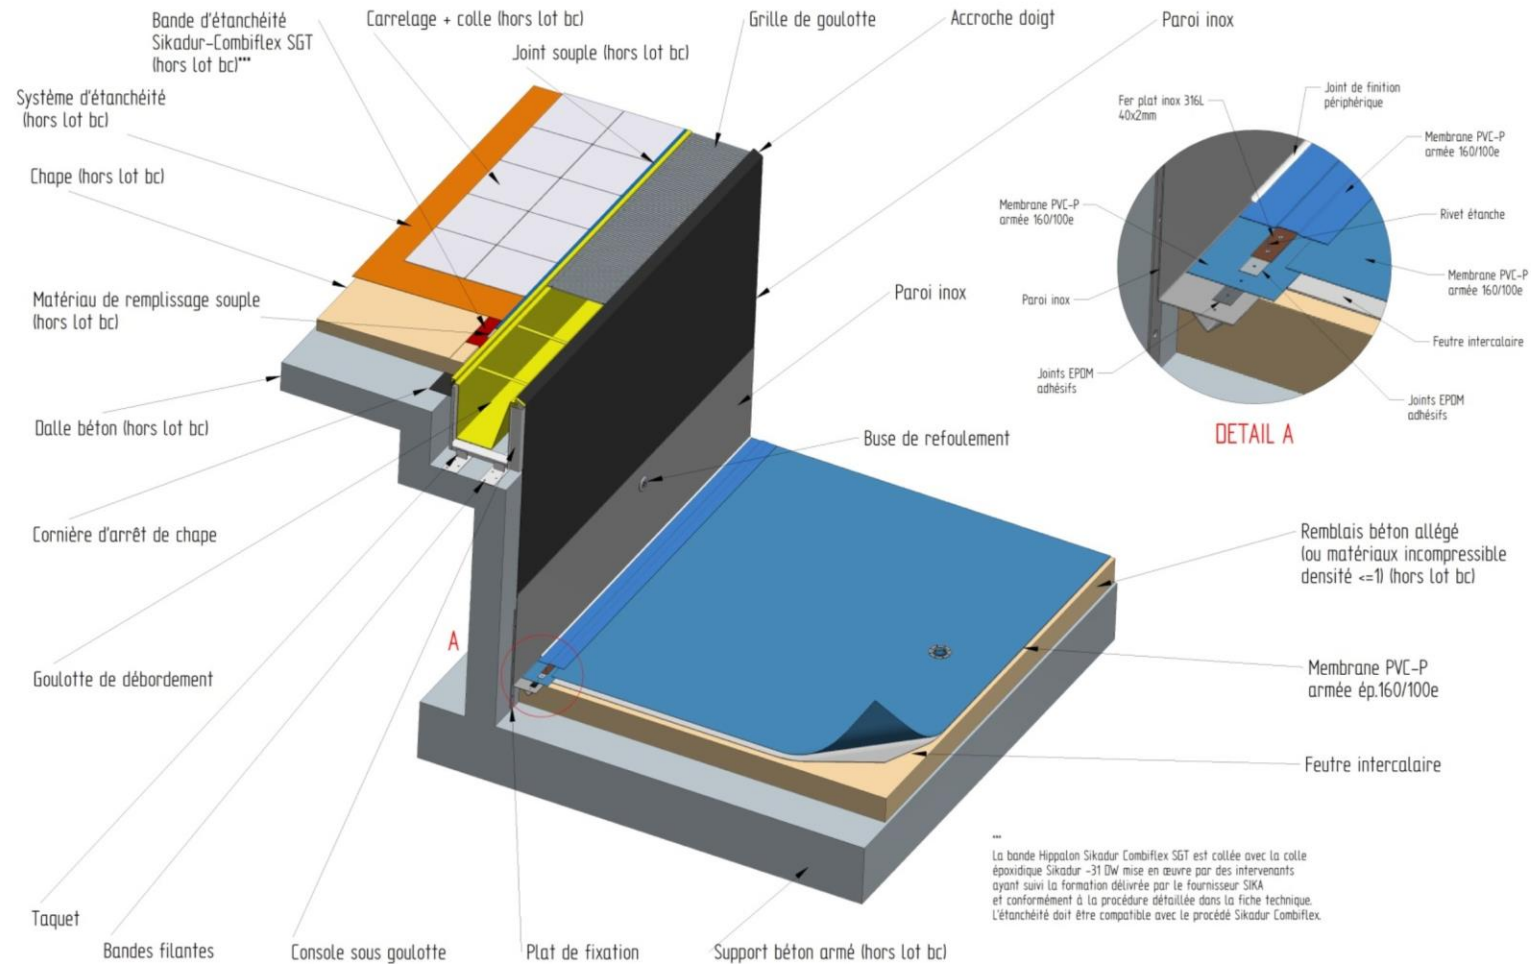 Bande d'étanchéité
Sikadur-Combiflex SGT
(hors lot bc)***
Carrelage + colle (hors lot bc)
Joint souple (hors lot bc)
Grille de goulotte
Accroche doigt
Paroi inox
Système d'étanchéité
(hors lot bc)
Chape (hors lot bc)
Matériau de remplissage souple
(hors lot bc)
Dalle béton (hors lot bc)
Cornière d'arrêt de chape
Goulotte de débordement
Taquet
Bandes filantes
Console sous goulotte
Plat de fixation
Support béton armé (hors lot bc)
A
Paroi inox
Buse de refoulement
Fer plat inox 316L
40x2mm
Joint de finition
périphérique
Membrane PVC-P
armée 160/100e
Membrane PVC-P
armée 160/100e
Rivet étanche
Membrane PVC-P
armée 160/100e
Paroi inox
Feutre intercalaire
Joints EPDM
adhésifs
Joints EPDM
adhésifs
DETAIL A
Remblais béton allégé
(ou matériaux incompressible
densité <=1) (hors lot bc)
Membrane PVC-P
armée ép.160/100e
Feutre intercalaire
***
La bande Hippalon Sikadur Combiflex SGT est collée avec la colle
époxidique Sikadur -31 DW mise en œuvre par des intervenants
ayant suivi la formation délivrée par le fournisseur SIKA
et conformément à la procédure détaillée dans la fiche technique.
L'étanchéité doit être compatible avec le procédé Sikadur Combiflex.